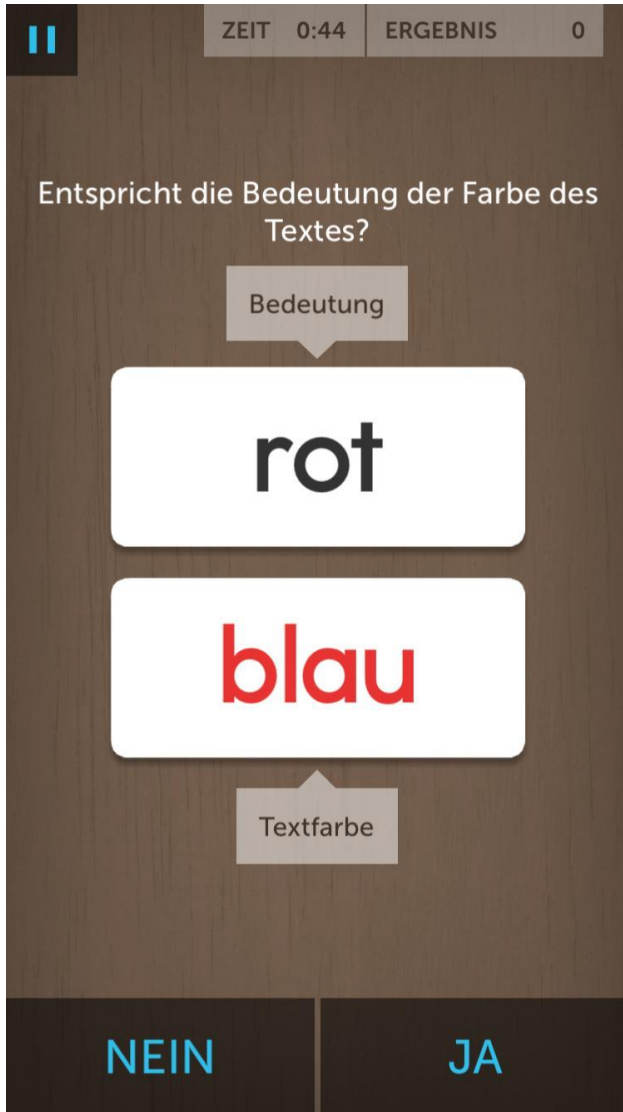 ZEIT 0:44 ERGEBNIS 0
Entspricht die Bedeutung der Farbe des
Textes?
Bedeutung
rot
blau
Textfarbe
NEIN JA